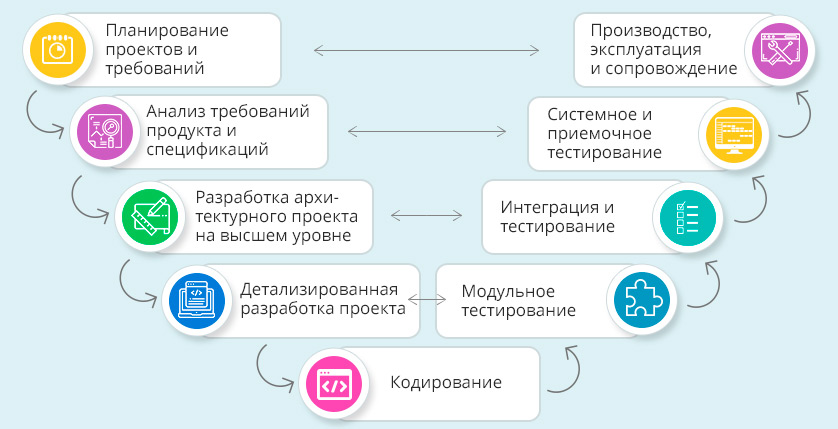 Планирование
проектов и
требований
Производство,
эксплуатация
и сопровождение
Анализ требований
продукта и
спецификаций
Системное и
приемочное
тестирование
Разработка архи-
тектурного проекта
на высшем уровне
Интеграция и
тестирование
Детализированная
разработка проекта
Модульное
тестирование
Кодирование